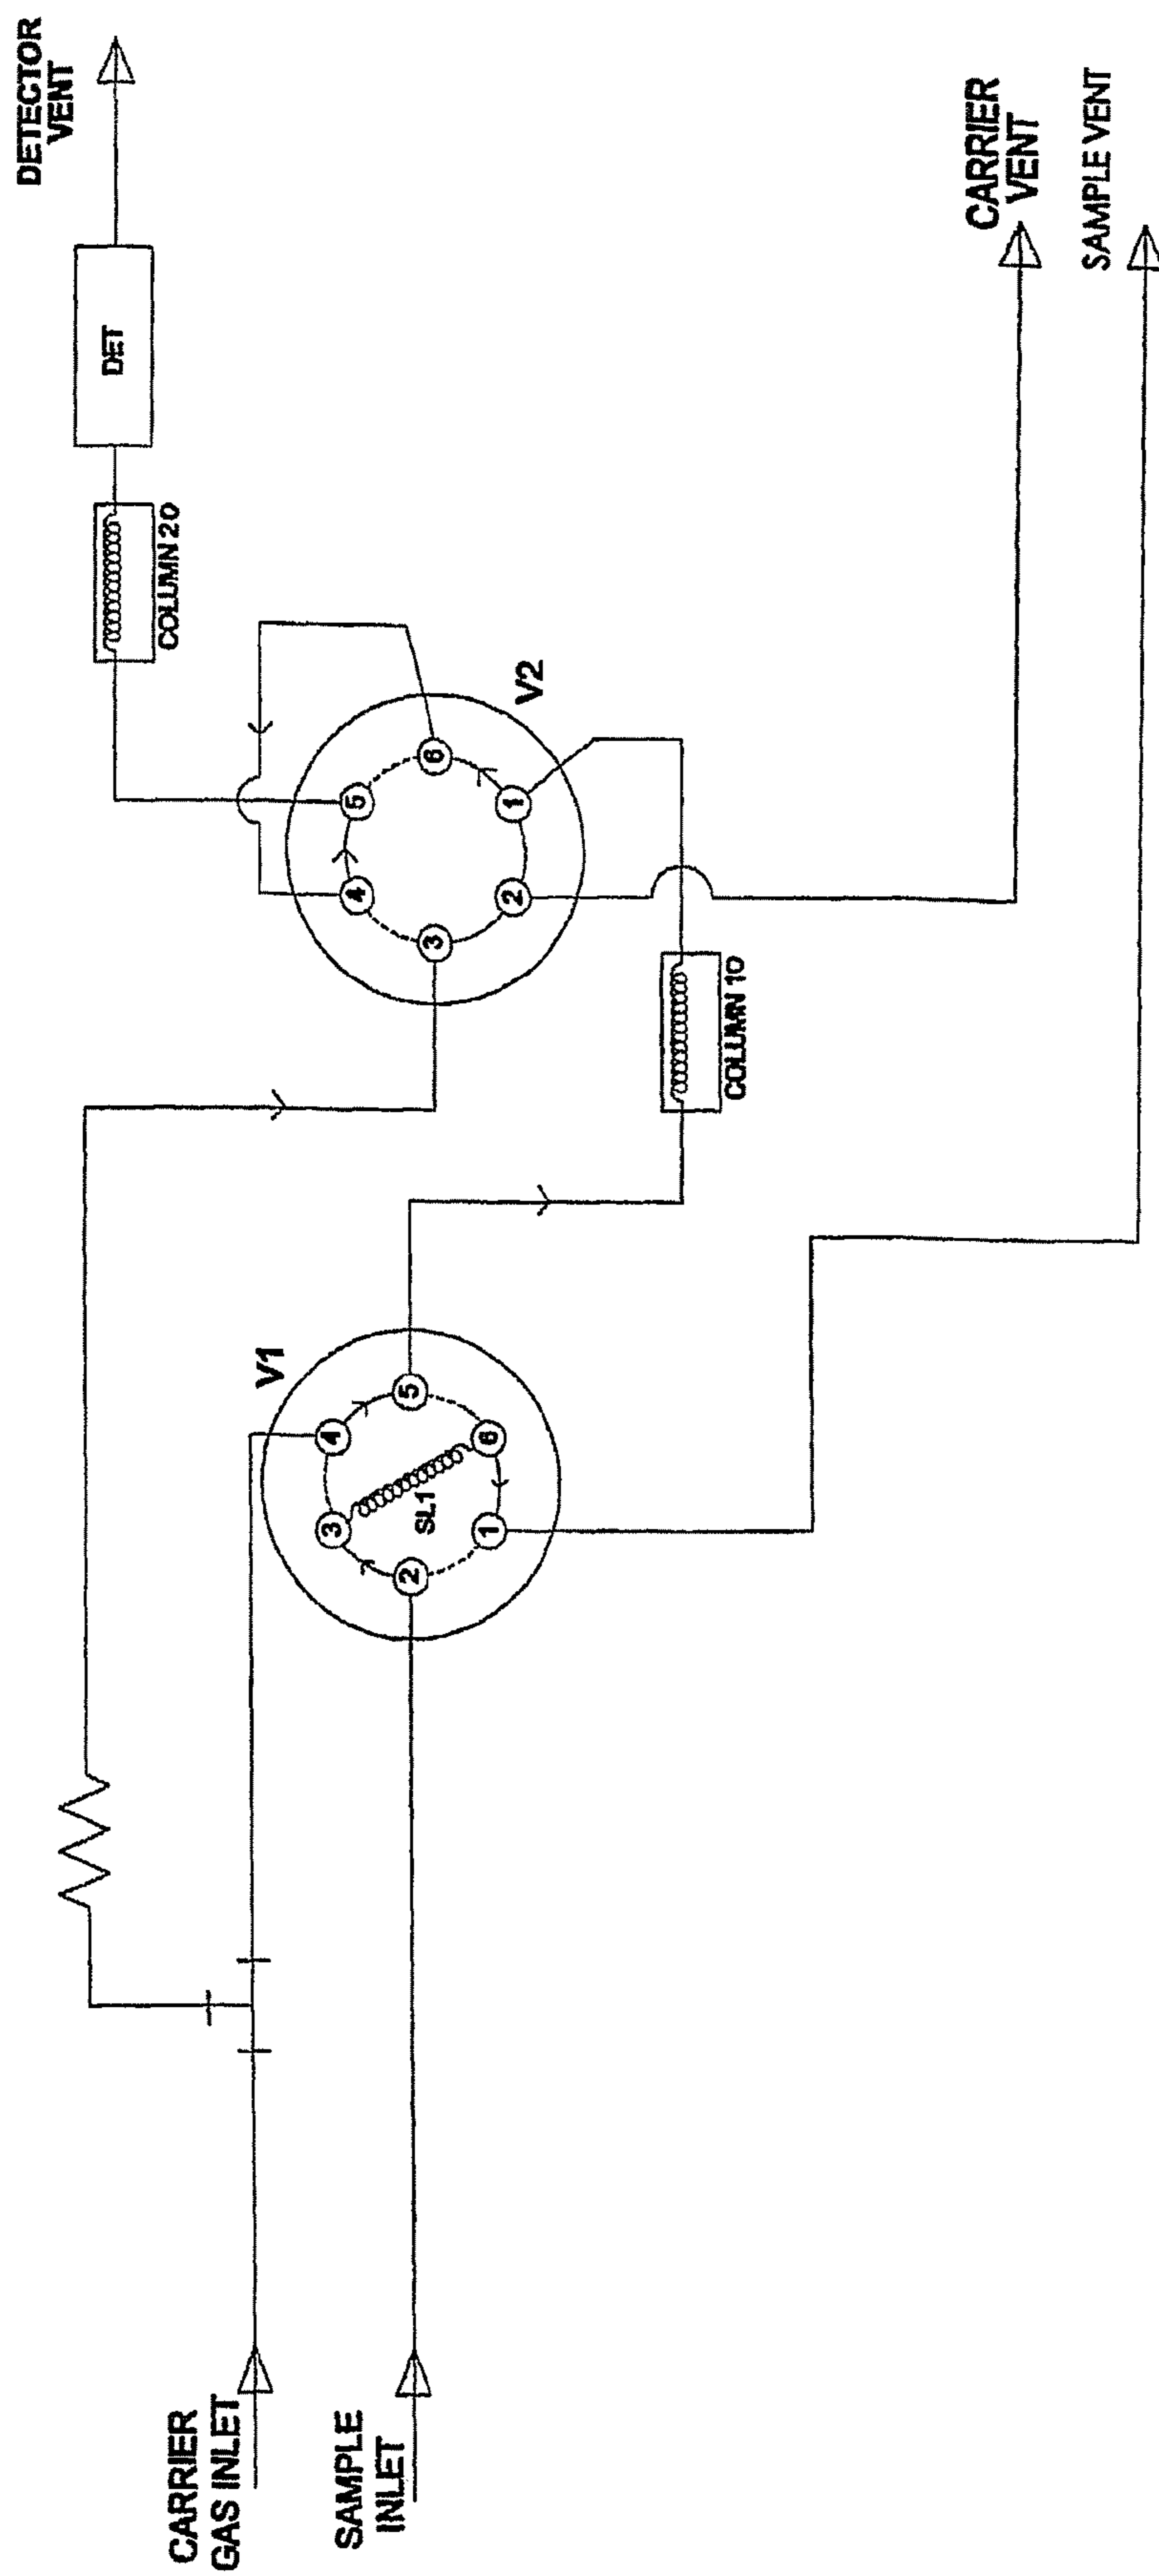 DETECTOR
VENT
DET
COLUMN 20
CARRIER
VENT
SAMPLE VENT
V2
1
2
3
4
5
6
COLUMN 10
V1
1
2
3
4
5
6
SL1
CARRIER
GAS INLET
SAMPLE
INLET